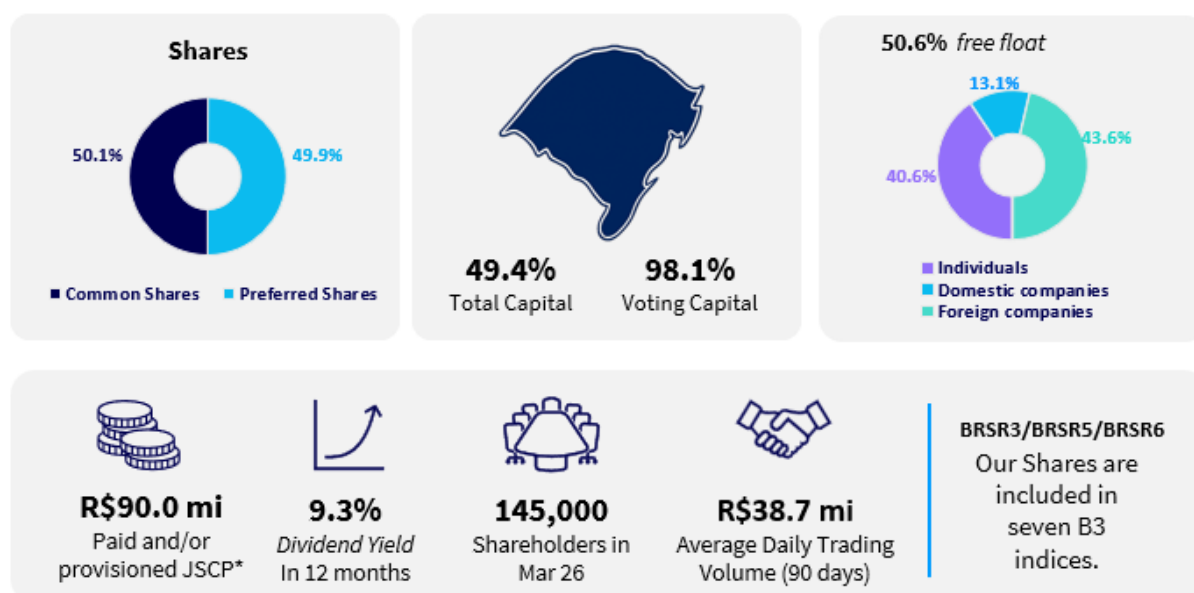 Shares
50.1%
49.9%
Common Shares
Preferred Shares
49.4%
Total Capital
98.1%
Voting Capital
50.6% free float
13.1%
43.6%
40.6%
Individuals
Domestic companies
Foreign companies
R$90.0 mi
Paid and/or
provisioned JSCP*
9.3%
Dividend Yield
In 12 months
145,000
Shareholders in
Mar 26
R$38.7 mi
Average Daily Trading
Volume (90 days)
BRSR3/BRSR5/BRSR6
Our Shares are
included in
seven B3
indices.